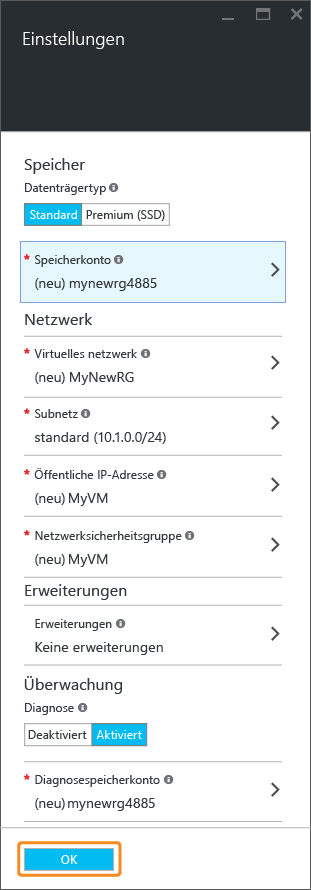 Einstellungen
Speicher
Datenträgertyp
Standard Premium (SSD)
* Speicherkonto
(neu) mynewrg4885
Netzwerk
* Virtuelles netzwerk
(neu) MyNewRG
* Subnetz
standard (10.1.0.0/24)
* Öffentliche IP-Adresse
(neu) MyVM
* Netzwerksicherheitsgruppe
(neu) MyVM
Erweiterungen
Erweiterungen
Keine erweiterungen
Überwachung
Diagnose
Deaktiviert Aktiviert
* Diagnosespeicherkonto
(neu) mynewrg4885
OK